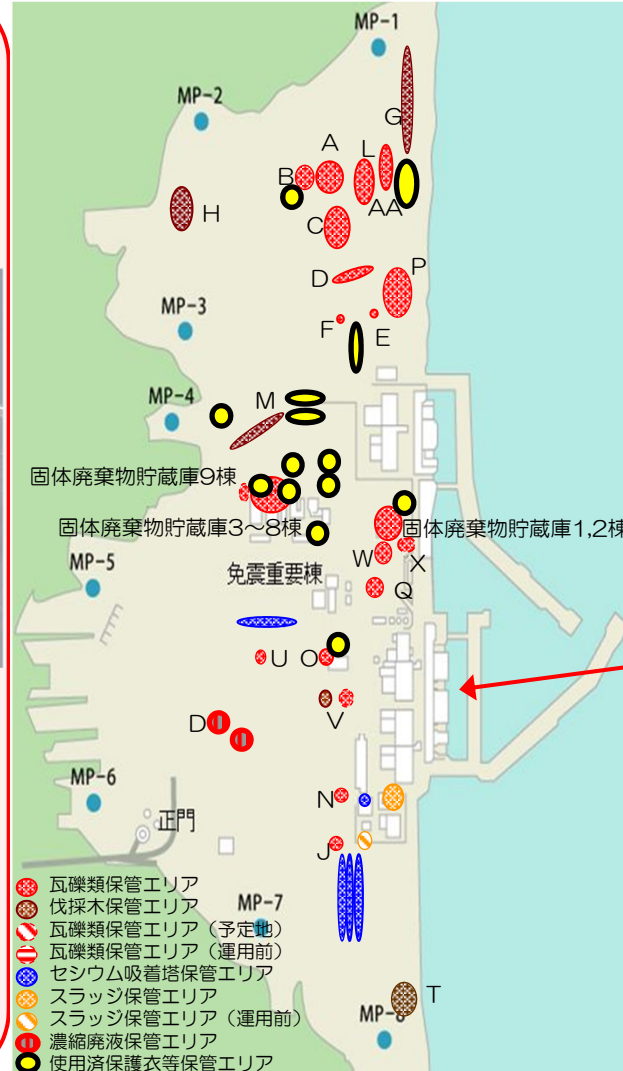 MP-1
MP-2
G
A
L
B
AA
H
C
D
P
MP-3
F
E
MP-4
M
固体廃棄物貯蔵庫9棟
固体廃棄物貯蔵庫3～8棟
固体廃棄物貯蔵庫1,2棟
W
X
MP-5
免震重要棟
Q
U
O
V
D
MP-6
N
正門
J
瓦礫類保管エリア
伐採木保管エリア
MP-7
瓦礫類保管エリア（予定地）
瓦礫類保管エリア（運用前）
セシウム吸着塔保管エリア
スラッジ保管エリア
T
スラッジ保管エリア（運用前）
MP-8
濃縮廃液保管エリア
使用済保護衣等保管エリア